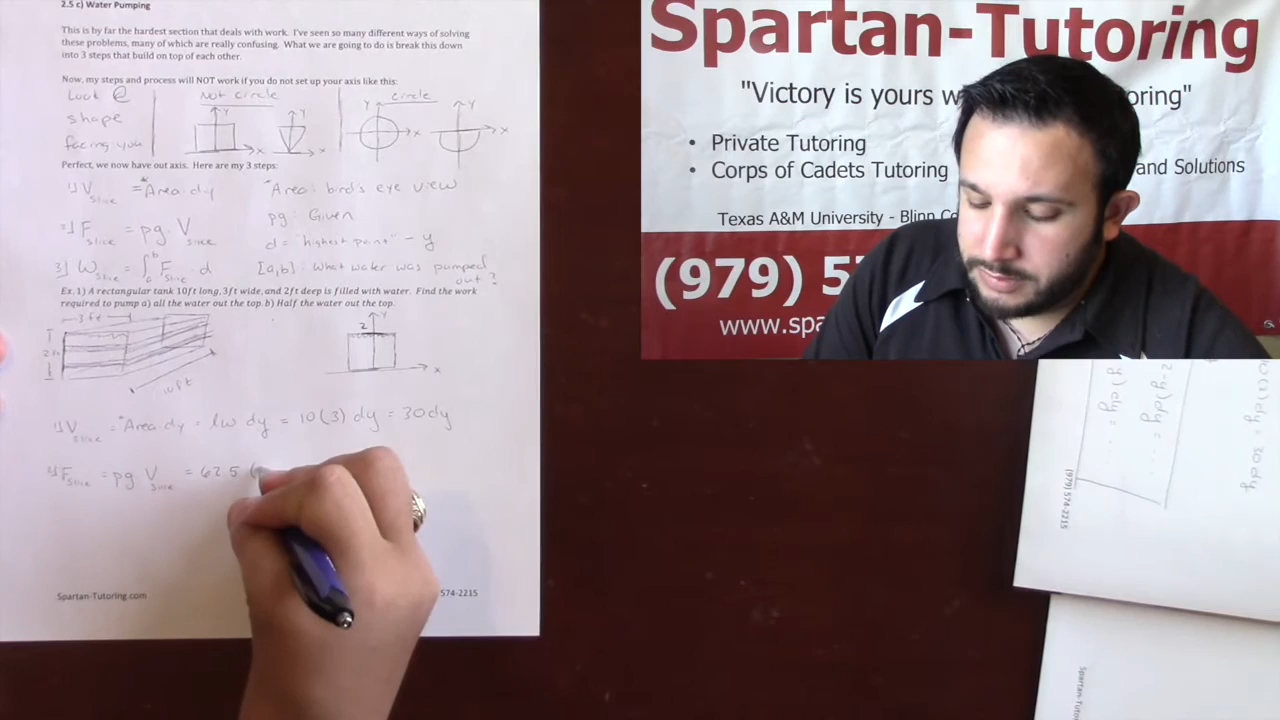 2.5 c) Water Pumping
This is by far the hardest section that deals with work. I've seen so many different ways of solving
these problems, many of which are really confusing. What we are going to do is break this down
into 3 steps that build on top of each other.
Now, my steps and process will NOT work if you do not set up your axis like this:
Look @
shape
facing you
Not circle
circle
Y
x
x
Y
x
Y
x
Perfect, we now have out axis. Here are my 3 steps:
1) V slice = *Area·dy *Area: bird's eye view
2) F slice = ρg · V slice ρg: Given
d = "highest point" - y
3) W slice = ∫ₐᵇ F slice · d [a,b]: What water was pumped out?
Ex.1) A rectangular tank 10ft long, 3ft wide, and 2ft deep is filled with water. Find the work
required to pump a) all the water out the top. b) Half the water out the top.
3 ft
2 ft
10ft
2
Y
x
1) V slice = *Area·dy = lw dy = 10(3) dy = 30dy
2) F slice = ρg V slice = 62.5 (
Spartan-Tutoring.com
574-2215
Spartan-Tutoring
"Victory is yours w oring"
• Private Tutoring
• Corps of Cadets Tutoring
and Solutions
Texas A&M University - Blinn Co
(979) 57
www.spa
(979) 574-2215
= 30 dy